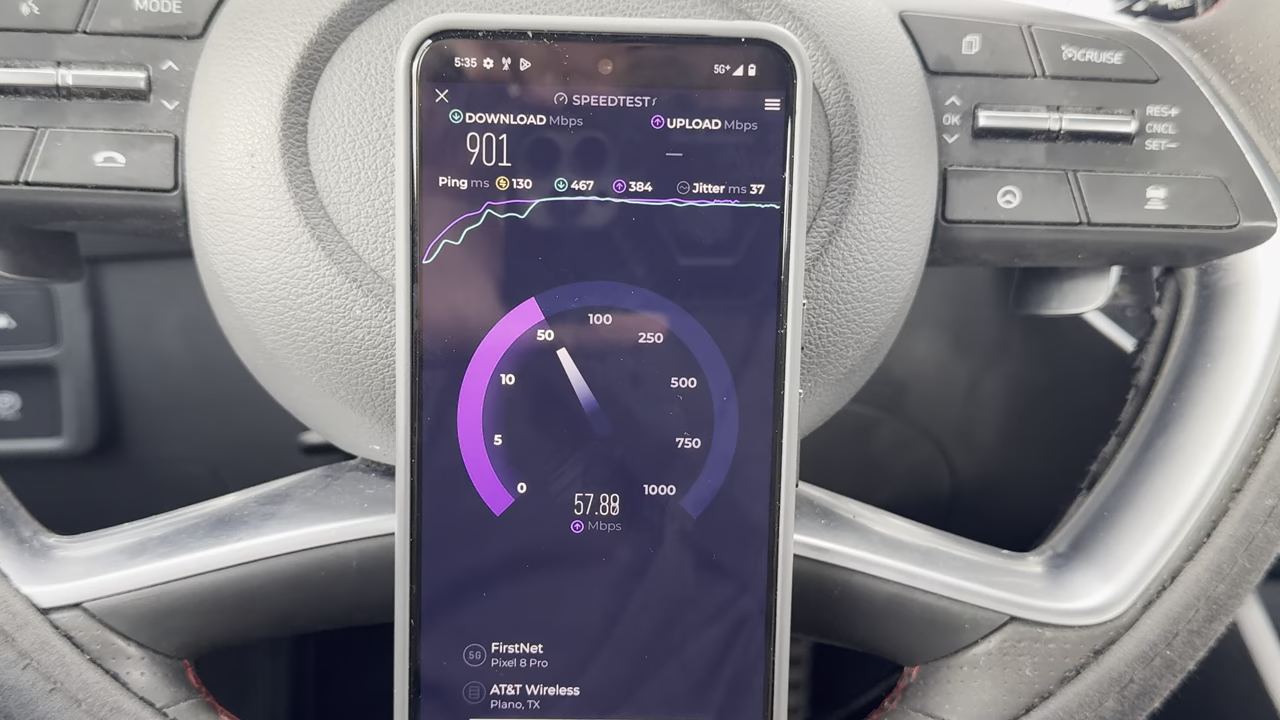 MODE
5:35
5G+
SPEEDTEST
DOWNLOAD Mbps
UPLOAD Mbps
901
—
Ping ms 130 467 384 Jitter ms 37
0
5
10
50
100
250
500
750
1000
57.88
Mbps
5G
FirstNet
Pixel 8 Pro
AT&T Wireless
Plano, TX
CRUISE
OK
RES+
CNCL
SET−